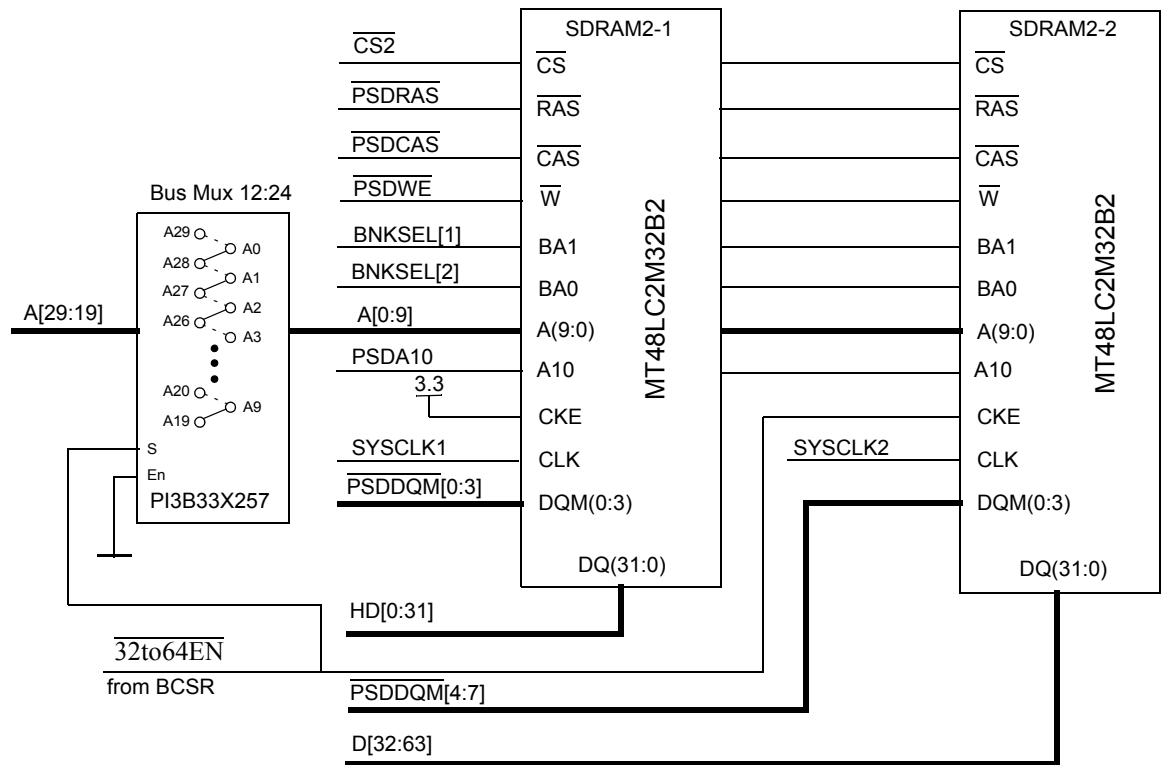 SDRAM2-1
SDRAM2-2
CS2
CS
CS
PSDRAS
RAS
RAS
PSDCAS
CAS
CAS
PSDWE
W
W
Bus Mux 12:24
BNKSEL[1]
BA1
BA1
BNKSEL[2]
BA0
BA0
A29
A0
A28
A1
A27
A2
A26
A3
A20
A9
A19
S
En
PI3B33X257
A[29:19]
A[0:9]
A(9:0)
A(9:0)
PSDA10
A10
A10
3.3
CKE
CKE
SYSCLK1
CLK
SYSCLK2
CLK
PSDDQM[0:3]
DQM(0:3)
DQM(0:3)
MT48LC2M32B2
MT48LC2M32B2
DQ(31:0)
DQ(31:0)
HD[0:31]
32to64EN
from BCSR
PSDDQM[4:7]
D[32:63]